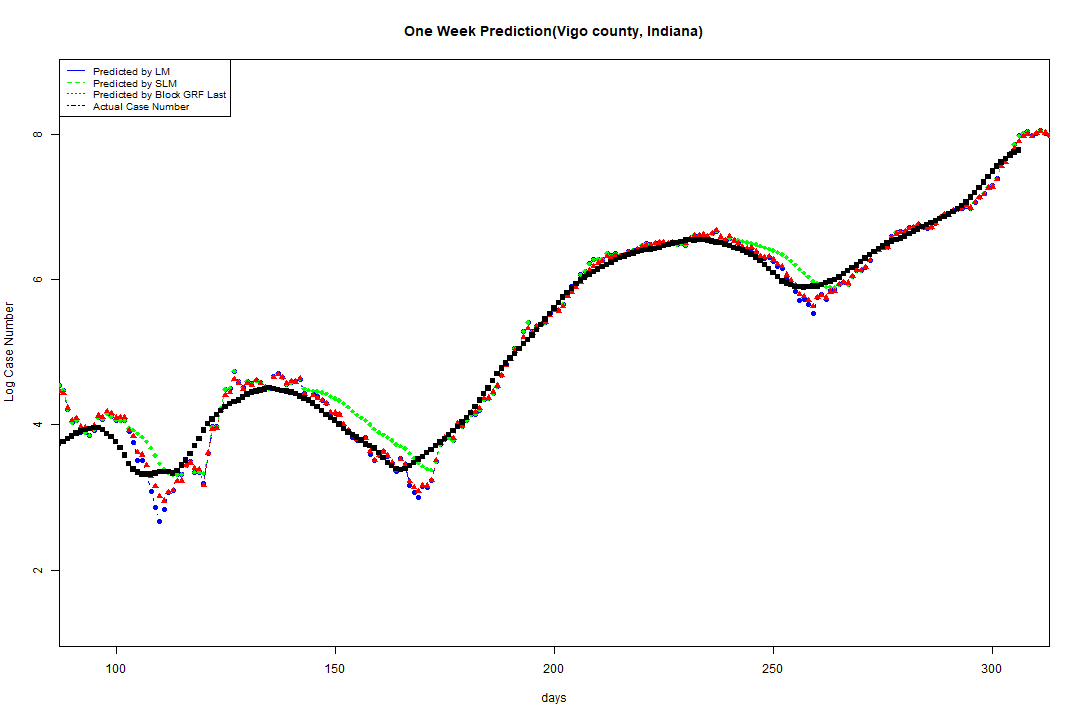 One Week Prediction(Vigo county, Indiana)
Predicted by LM
Predicted by SLM
Predicted by Block GRF Last
Actual Case Number
8
6
4
2
Log Case Number
100 150 200 250 300
days